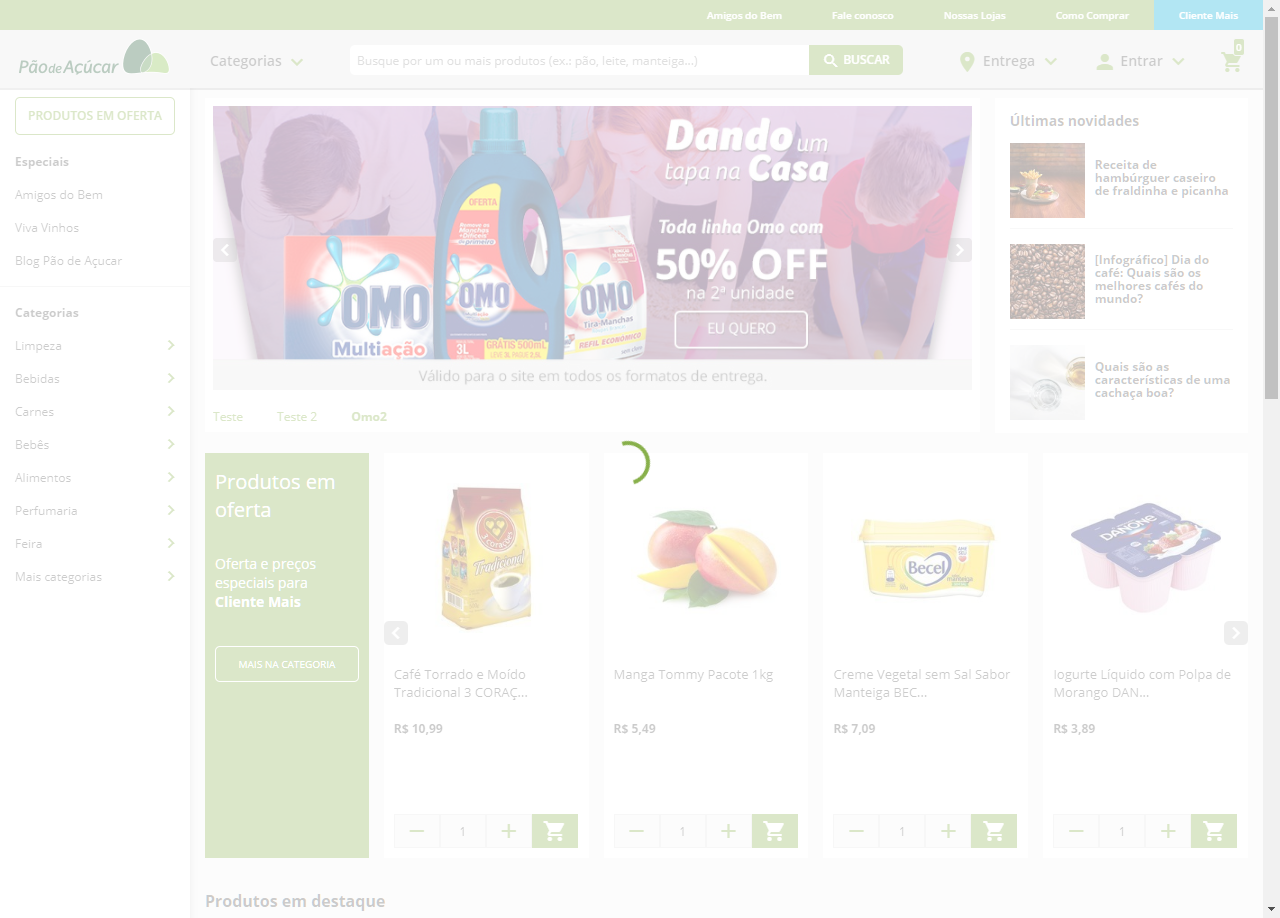 Amigos do Bem
Fale conosco
Nossas Lojas
Como Comprar
Cliente Mais
Pão de Açúcar
Categorias
Busque por um ou mais produtos (ex.: pão, leite, manteiga...)
BUSCAR
Entrega
Entrar
0
PRODUTOS EM OFERTA
Especiais
Amigos do Bem
Viva Vinhos
Blog Pão de Açucar
Categorias
Limpeza
Bebidas
Carnes
Bebês
Alimentos
Perfumaria
Feira
Mais categorias
Dando um
tapa na Casa
Toda linha Omo com
50% OFF
na 2ª unidade
EU QUERO
OFERTA
OMO
Multiação
OMO
3L
GRÁTIS 500mL
OMO
Tira-Manchas
REFIL ECONÔMICO
Válido para o site em todos os formatos de entrega.
Teste
Teste 2
Omo2
Últimas novidades
Receita de
hambúrguer caseiro
de fraldinha e picanha
[Infográfico] Dia do
café: Quais são os
melhores cafés do
mundo?
Quais são as
características de uma
cachaça boa?
Produtos em
oferta
Oferta e preços
especiais para
Cliente Mais
MAIS NA CATEGORIA
Tradicional
Café Torrado e Moído
Tradicional 3 CORAÇ...
R$ 10,99
1
Manga Tommy Pacote 1kg
R$ 5,49
1
Becel
Creme Vegetal sem Sal Sabor
Manteiga BEC...
R$ 7,09
1
DANONE
Iogurte Líquido com Polpa de
Morango DAN...
R$ 3,89
1
Produtos em destaque